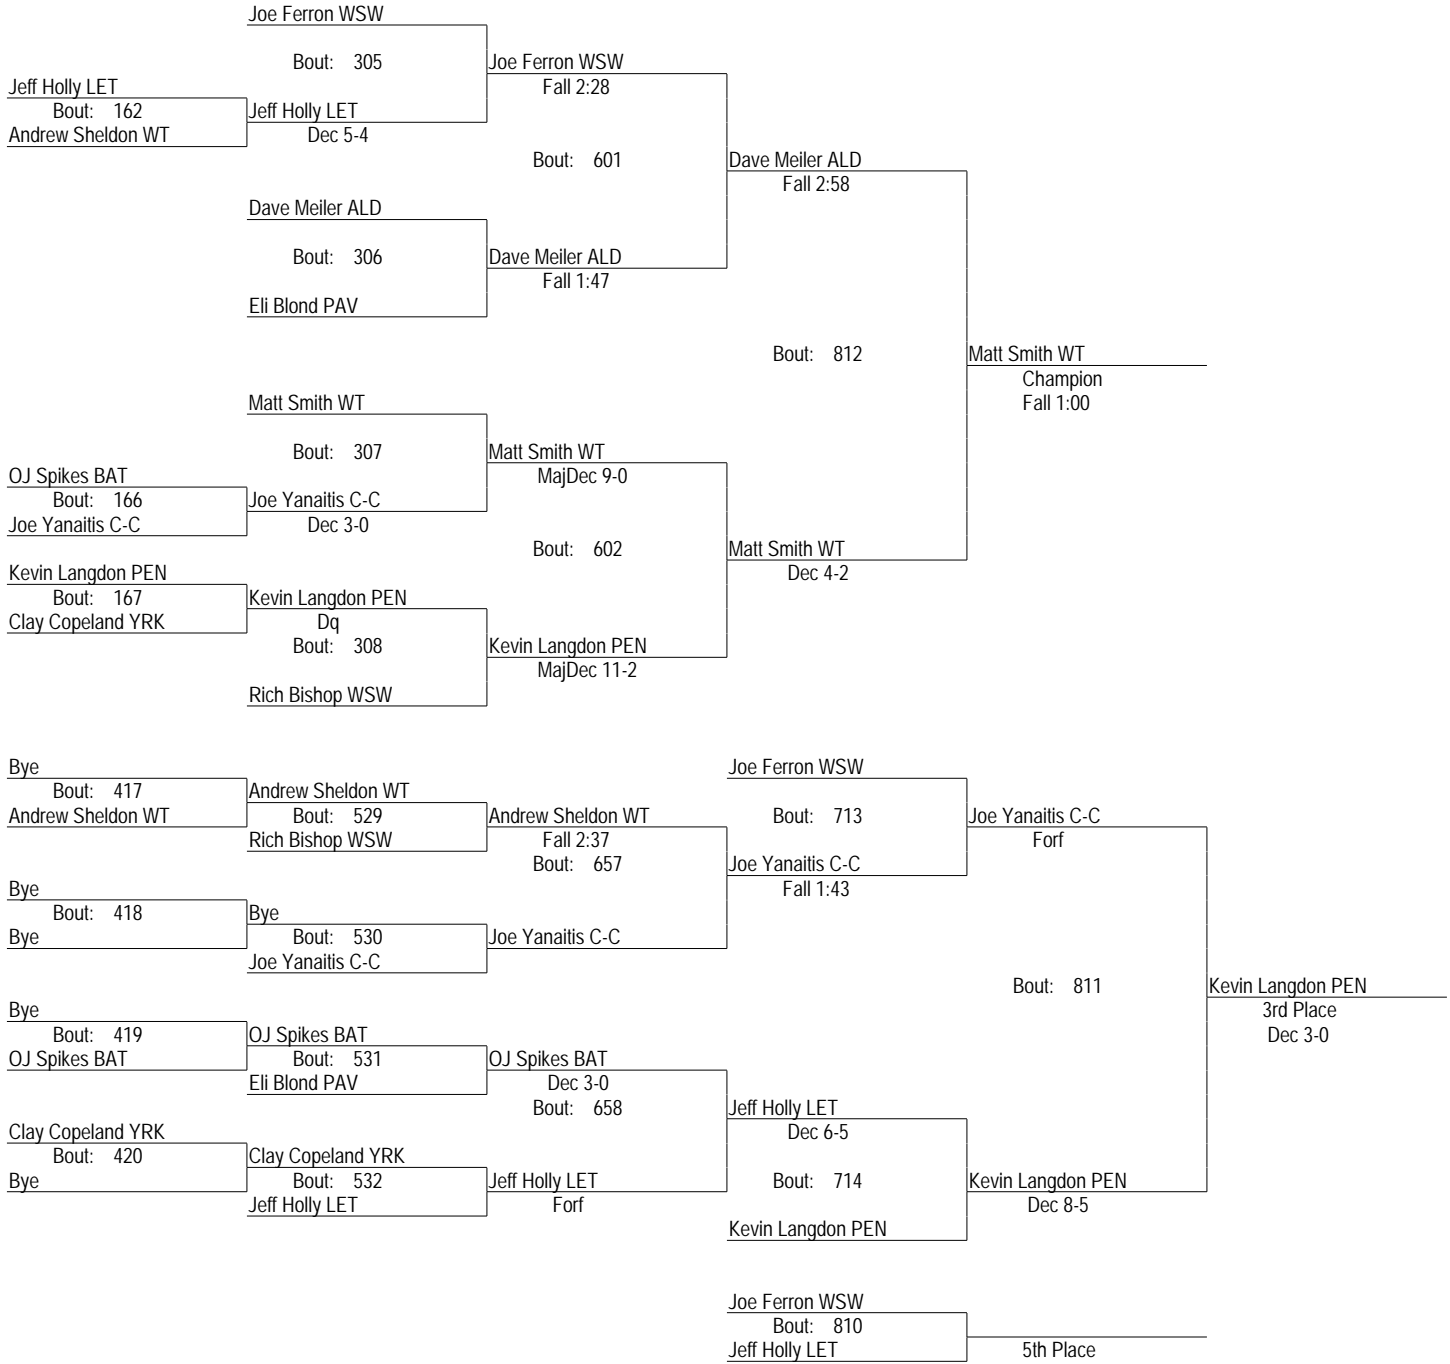 Joe Ferron WSW
Bout: 305 Joe Ferron WSW
Jeff Holly LET Fall 2:28
Bout: 162 Jeff Holly LET
Andrew Sheldon WT Dec 5-4
Bout: 601 Dave Meiler ALD
Fall 2:58
Dave Meiler ALD
Bout: 306 Dave Meiler ALD
Fall 1:47
Eli Blond PAV
Bout: 812 Matt Smith WT
Champion
Matt Smith WT Fall 1:00
Bout: 307 Matt Smith WT
OJ Spikes BAT MajDec 9-0
Bout: 166 Joe Yanaitis C-C
Joe Yanaitis C-C Dec 3-0
Bout: 602 Matt Smith WT
Kevin Langdon PEN Dec 4-2
Bout: 167 Kevin Langdon PEN
Clay Copeland YRK Dq
Bout: 308 Kevin Langdon PEN
MajDec 11-2
Rich Bishop WSW
Bye Joe Ferron WSW
Bout: 417 Andrew Sheldon WT
Andrew Sheldon WT Bout: 529 Andrew Sheldon WT Bout: 713 Joe Yanaitis C-C
Rich Bishop WSW Fall 2:37 Forf
Bout: 657 Joe Yanaitis C-C
Bye Fall 1:43
Bout: 418 Bye
Bye Bout: 530 Joe Yanaitis C-C
Joe Yanaitis C-C
Bout: 811 Kevin Langdon PEN
Bye 3rd Place
Bout: 419 OJ Spikes BAT Dec 3-0
OJ Spikes BAT Bout: 531 OJ Spikes BAT
Eli Blond PAV Dec 3-0
Bout: 658 Jeff Holly LET
Clay Copeland YRK Dec 6-5
Bout: 420 Clay Copeland YRK
Bye Bout: 532 Jeff Holly LET Bout: 714 Kevin Langdon PEN
Jeff Holly LET Forf Dec 8-5
Kevin Langdon PEN
Joe Ferron WSW
Bout: 810
Jeff Holly LET 5th Place